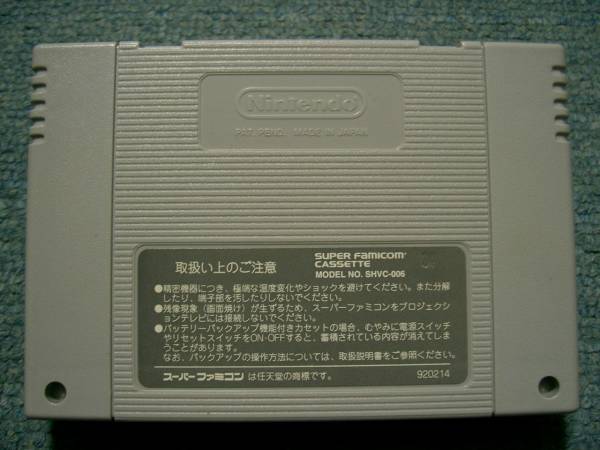 Nintendo
PAT. PEND. MADE IN JAPAN
取扱い上のご注意
SUPER FAMICOM
CASSETTE
MODEL NO. SHVC-006
●精密機器につき、極端な温度変化やショックを避けてください。また分解
したり、端子部を汚したりしないでください。
●残像現象（画面焼け）が生ずるため、スーパーファミコンをプロジェクショ
ンテレビには接続しないでください。
●バッテリーバックアップ機能付きカセットの場合、むやみに電源スイッチ
やリセットスイッチをON・OFFすると、蓄積されている内容が消えてしま
うことがあります。
なお、バックアップの操作方法については、取扱説明書をご参照ください。
スーパーファミコンは任天堂の商標です。
920214